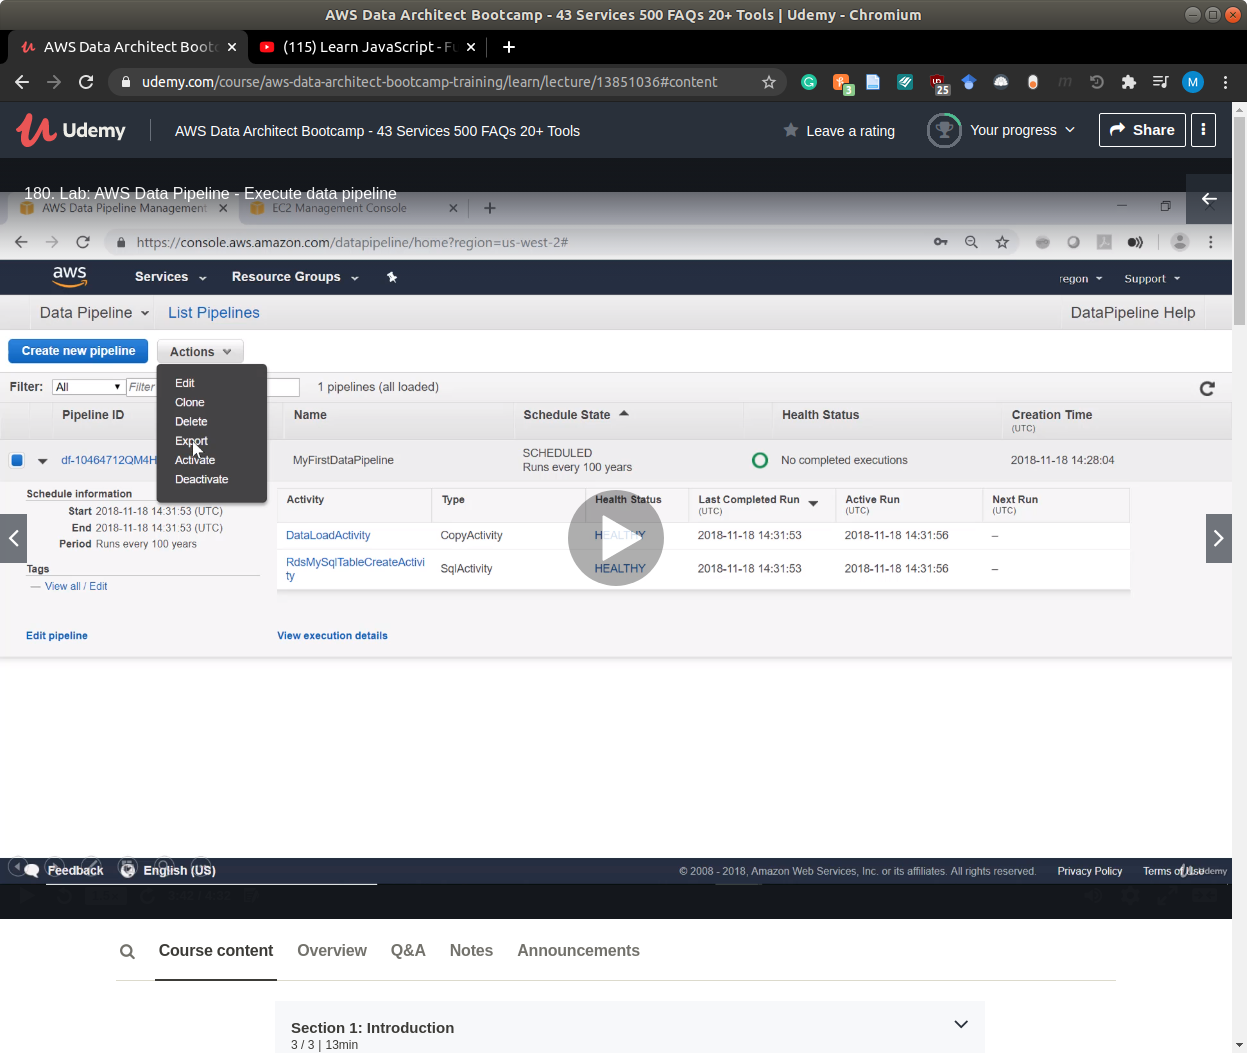 AWS Data Architect Bootcamp - 43 Services 500 FAQs 20+ Tools | Udemy - Chromium
AWS Data Architect Bootc
(115) Learn JavaScript - Fu
udemy.com/course/aws-data-architect-bootcamp-training/learn/lecture/13851036#content
3
25
M
Udemy
AWS Data Architect Bootcamp - 43 Services 500 FAQs 20+ Tools
Leave a rating
Your progress
Share
180. Lab: AWS Data Pipeline - Execute data pipeline
AWS Data Pipeline Management
EC2 Management Console
https://console.aws.amazon.com/datapipeline/home?region=us-west-2#
aws
Services
Resource Groups
regon
Support
Data Pipeline
List Pipelines
DataPipeline Help
Create new pipeline
Actions
Filter:
All
Filter
1 pipelines (all loaded)
Edit
Clone
Delete
Export
Activate
Deactivate
Pipeline ID
Name
Schedule State
Health Status
Creation Time
(UTC)
df-10464712QM4H
MyFirstDataPipeline
SCHEDULED
Runs every 100 years
No completed executions
2018-11-18 14:28:04
Schedule information
Start 2018-11-18 14:31:53 (UTC)
End 2018-11-18 14:31:53 (UTC)
Period Runs every 100 years
Tags
View all / Edit
Activity
Type
Health Status
Last Completed Run
(UTC)
Active Run
(UTC)
Next Run
(UTC)
DataLoadActivity
CopyActivity
HEALTHY
2018-11-18 14:31:53
2018-11-18 14:31:56
–
RdsMySqlTableCreateActivi
ty
SqlActivity
HEALTHY
2018-11-18 14:31:53
2018-11-18 14:31:56
–
Edit pipeline
View execution details
Feedback
English (US)
© 2008 - 2018, Amazon Web Services, Inc. or its affiliates. All rights reserved.
Privacy Policy
Terms of Use
Udemy
Course content
Overview
Q&A
Notes
Announcements
Section 1: Introduction
3 / 3 | 13min